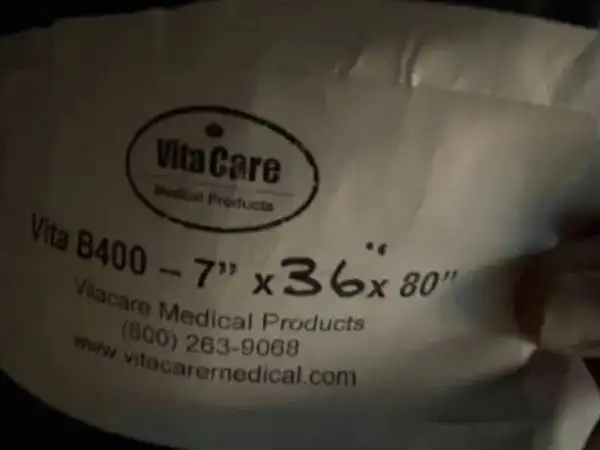 VitaCare
Medical Products
Vita B400 – 7” x 36" x 80”
Vitacare Medical Products
(800) 263-9068
www.vitacaremedical.com